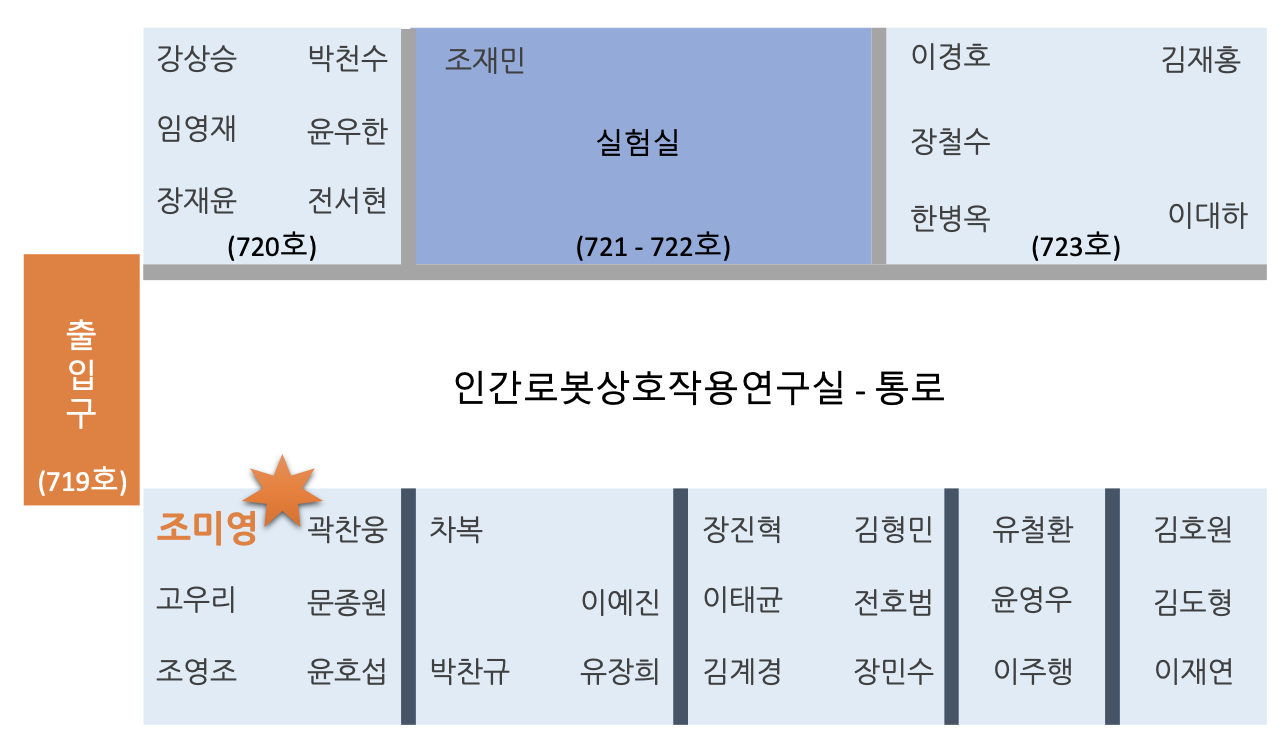 강상승 박천수
임영재 윤우한
장재윤 전서현
(720호)
조재민
실험실
(721 - 722호)
이경호 김재홍
장철수
한병옥 이대하
(723호)
출
입
구
(719호)
인간로봇상호작용연구실 - 통로
조미영 곽찬웅
고우리 문종원
조영조 윤호섭
차복
이예진
박찬규 유장희
장진혁 김형민
이태균 전호범
김계경 장민수
유철환
윤영우
이주행
김호원
김도형
이재연